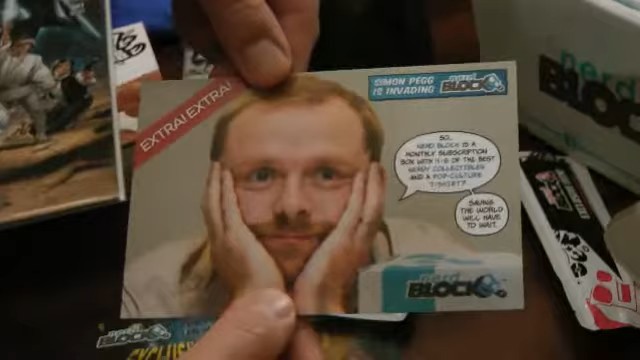 EXTRA! EXTRA!
SIMON PEGG
IS INVADING
nerd
BLOCK
SO,
NERD BLOCK IS A
MONTHLY SUBSCRIPTION
BOX WITH 4-6 OF THE BEST
NERDY COLLECTIBLES
AND A POP-CULTURE
T-SHIRT?
SAVING
THE WORLD
WILL HAVE
TO WAIT.
nerd
BLOCK
nerd
BLOCK
nerd
BLOCK